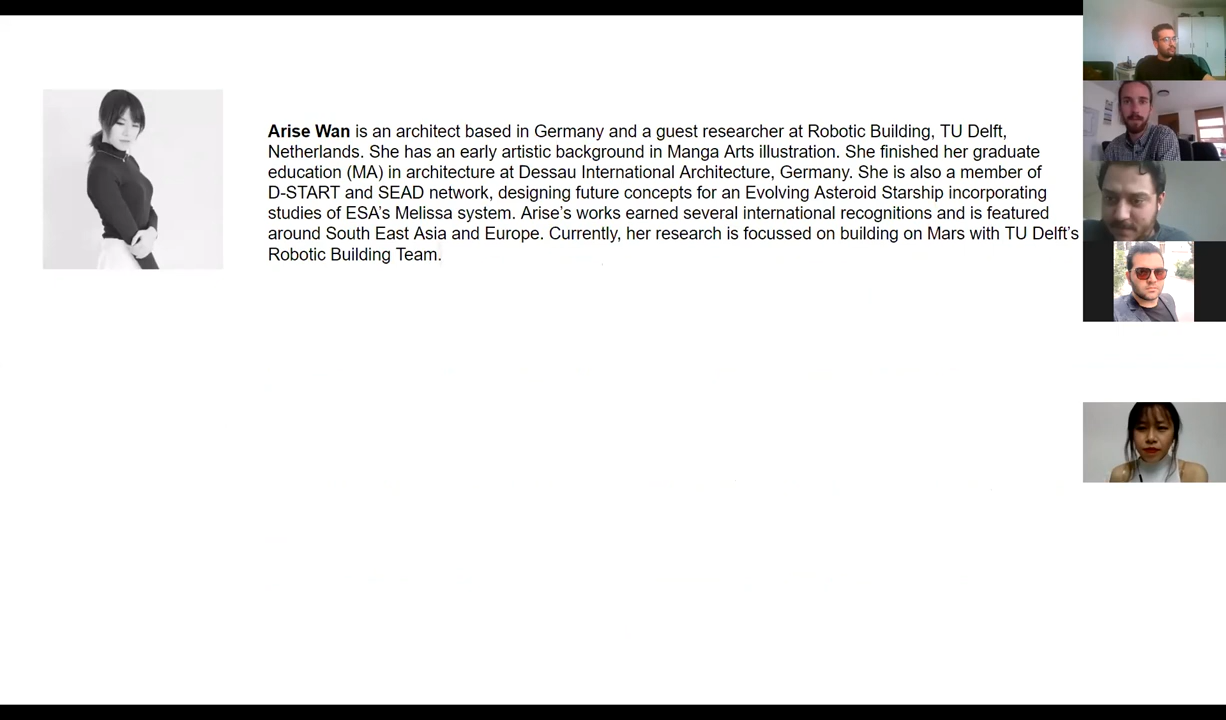 Arise Wan is an architect based in Germany and a guest researcher at Robotic Building, TU Delft,
Netherlands. She has an early artistic background in Manga Arts illustration. She finished her graduate
education (MA) in architecture at Dessau International Architecture, Germany. She is also a member of
D-START and SEAD network, designing future concepts for an Evolving Asteroid Starship incorporating
studies of ESA's Melissa system. Arise's works earned several international recognitions and is featured
around South East Asia and Europe. Currently, her research is focussed on building on Mars with TU Delft's
Robotic Building Team.